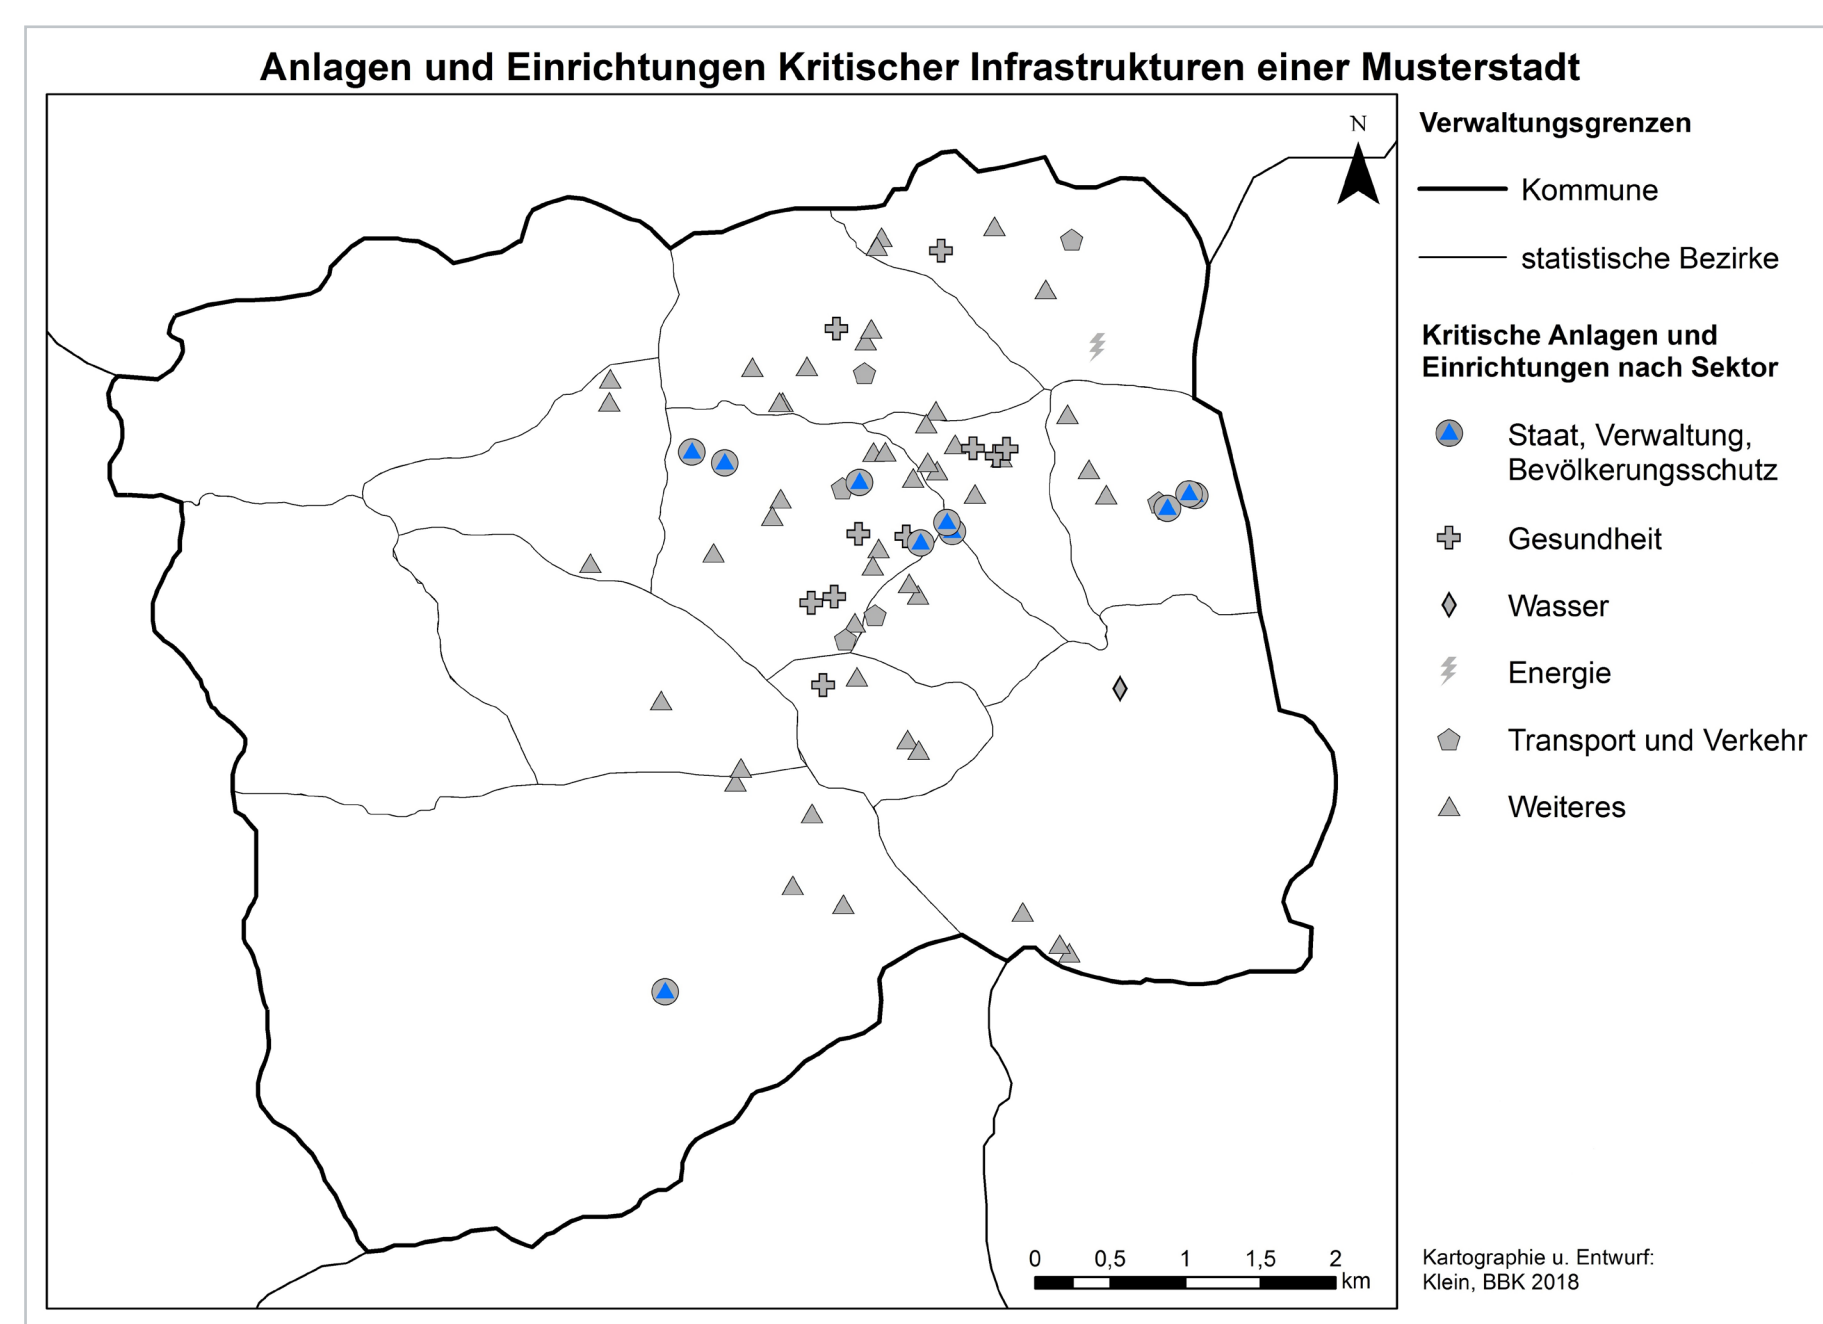 Anlagen und Einrichtungen Kritischer Infrastrukturen einer Musterstadt
N
Verwaltungsgrenzen
Kommune
statistische Bezirke
Kritische Anlagen und
Einrichtungen nach Sektor
Staat, Verwaltung,
Bevölkerungsschutz
Gesundheit
Wasser
Energie
Transport und Verkehr
Weiteres
0 0,5 1 1,5 2
km
Kartographie u. Entwurf:
Klein, BBK 2018